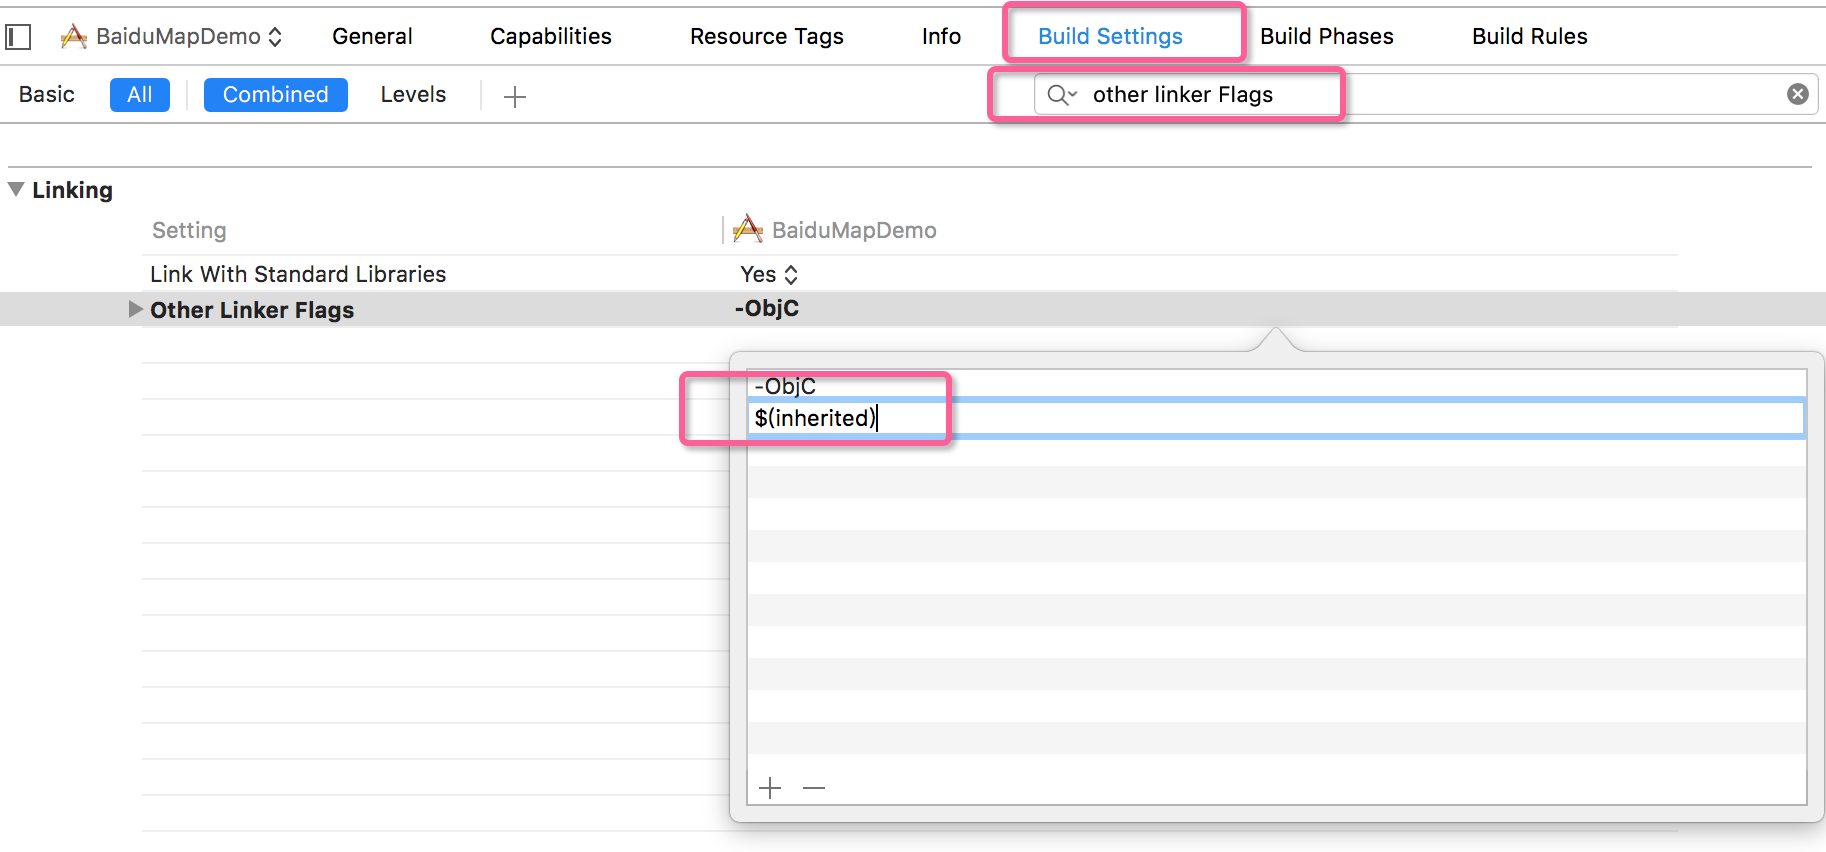 BaiduMapDemo General Capabilities Resource Tags Info Build Settings Build Phases Build Rules
Basic All Combined Levels other linker Flags
Linking
Setting BaiduMapDemo
Link With Standard Libraries Yes
Other Linker Flags -ObjC
-ObjC
$(inherited)